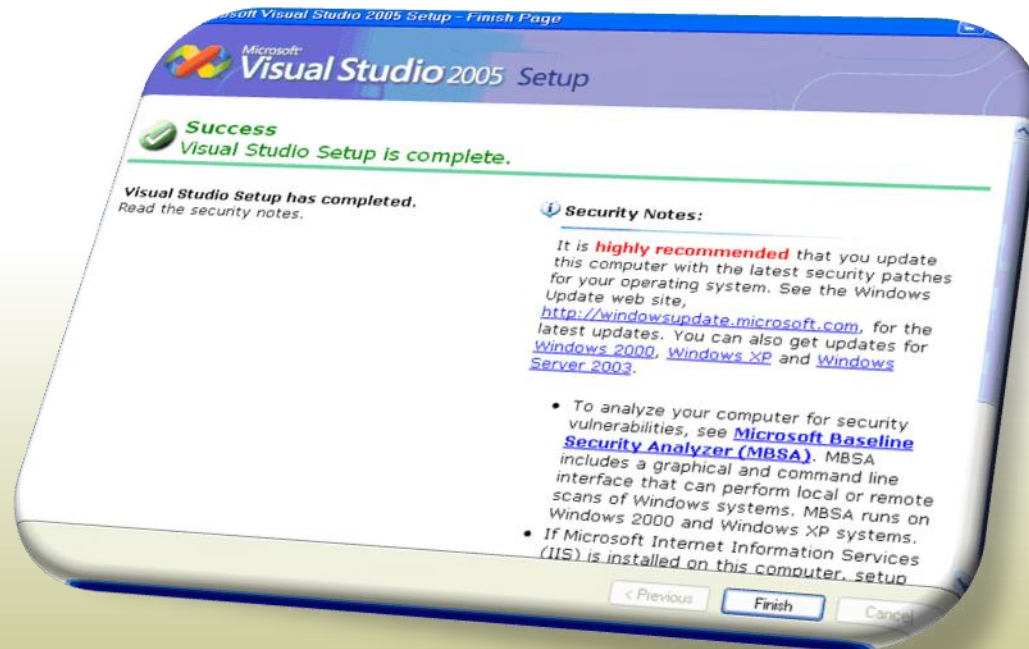 soft Visual Studio 2005 Setup - Finish Page
Microsoft
Visual Studio 2005 Setup
Success
Visual Studio Setup is complete.
Visual Studio Setup has completed.
Read the security notes.
Security Notes:
It is highly recommended that you update
this computer with the latest security patches
for your operating system. See the Windows
Update web site,
http://windowsupdate.microsoft.com, for the
latest updates. You can also get updates for
Windows 2000, Windows XP and Windows
Server 2003.
• To analyze your computer for security
vulnerabilities, see Microsoft Baseline
Security Analyzer (MBSA). MBSA
includes a graphical and command line
interface that can perform local or remote
scans of Windows systems. MBSA runs on
Windows 2000 and Windows XP systems.
• If Microsoft Internet Information Services
(IIS) is installed on this computer, setup
< Previous Finish Cancel